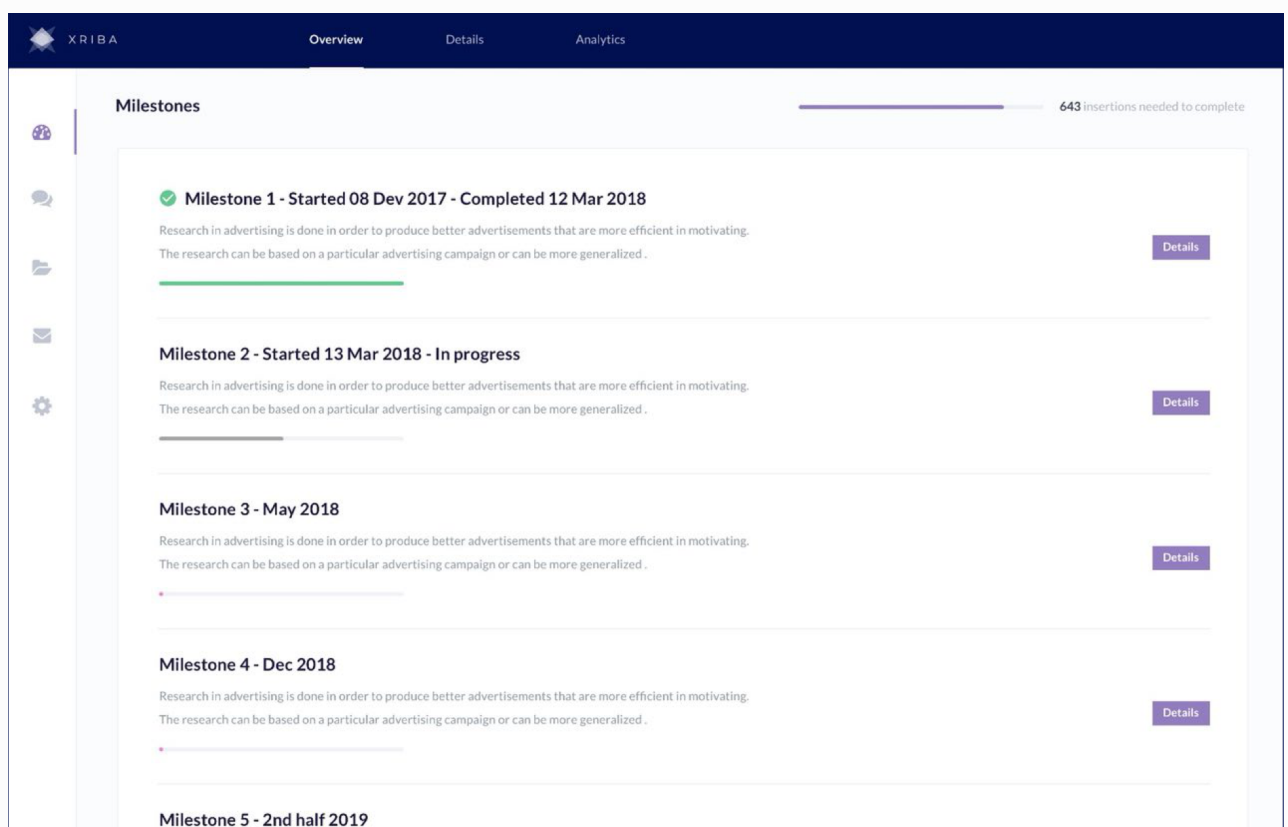 XRIBA
Overview
Details
Analytics
Milestones
643 insertions needed to complete
Milestone 1 - Started 08 Dev 2017 - Completed 12 Mar 2018
Research in advertising is done in order to produce better advertisements that are more efficient in motivating.
The research can be based on a particular advertising campaign or can be more generalized .
Details
Milestone 2 - Started 13 Mar 2018 - In progress
Research in advertising is done in order to produce better advertisements that are more efficient in motivating.
The research can be based on a particular advertising campaign or can be more generalized .
Details
Milestone 3 - May 2018
Research in advertising is done in order to produce better advertisements that are more efficient in motivating.
The research can be based on a particular advertising campaign or can be more generalized .
Details
Milestone 4 - Dec 2018
Research in advertising is done in order to produce better advertisements that are more efficient in motivating.
The research can be based on a particular advertising campaign or can be more generalized .
Details
Milestone 5 - 2nd half 2019